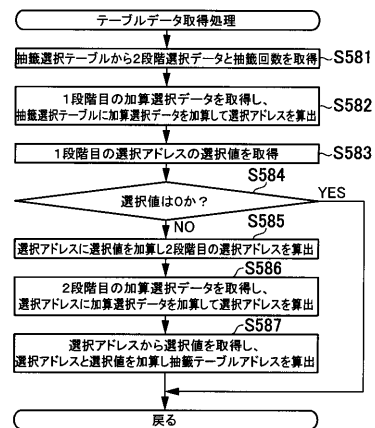 テーブルデータ取得処理
抽籤選択テーブルから2段階選択データと抽籤回数を取得
S581
1段階目の加算選択データを取得し、
抽籤選択テーブルに加算選択データを加算して選択アドレスを算出
S582
1段階目の選択アドレスの選択値を取得
S583
S584
選択値は0か?
YES
NO
S585
選択アドレスに選択値を加算し2段階目の選択アドレスを算出
S586
2段階目の加算選択データを取得し、
選択アドレスに加算選択データを加算して選択アドレスを算出
S587
選択アドレスから選択値を取得し、
選択アドレスと選択値を加算し抽籤テーブルアドレスを算出
戻る